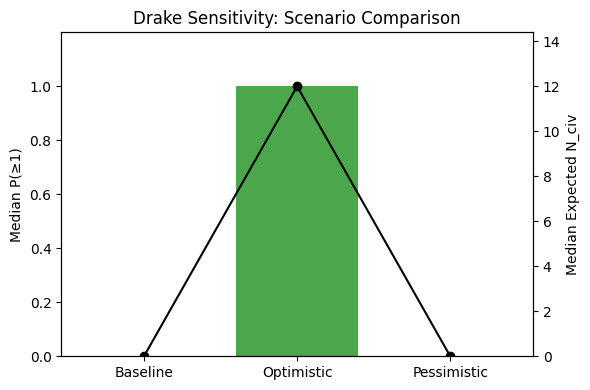 Drake Sensitivity: Scenario Comparison
Median P(≥1)
1.0
0.8
0.6
0.4
0.2
0.0
14
12
10
8
6
4
2
0
Median Expected N_civ
Baseline
Optimistic
Pessimistic